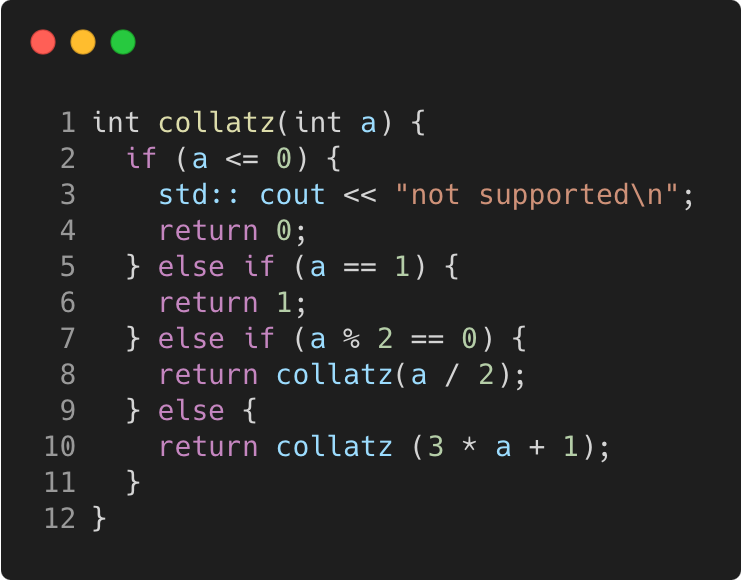 1 int collatz(int a) {
2   if (a <= 0) {
3     std:: cout << "not supported\n";
4     return 0;
5   } else if (a == 1) {
6     return 1;
7   } else if (a % 2 == 0) {
8     return collatz(a / 2);
9   } else {
10     return collatz (3 * a + 1);
11   }
12 }